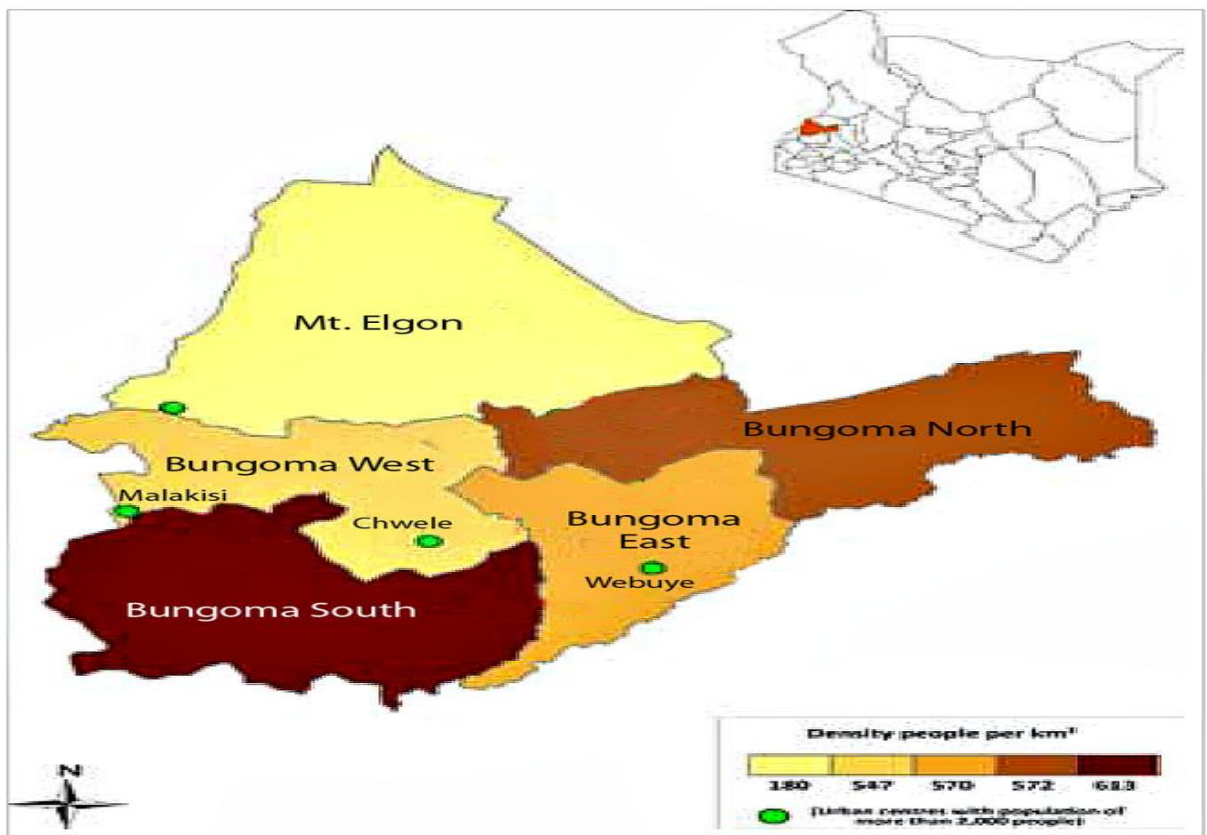 Mt. Elgon
Bungoma North
Bungoma West
Malakisi
Chwele
Bungoma
East
Webuye
Bungoma South
Density people per km²
180 547 570 572 683
(Urban centres with population of
more than 2,000 people)
N